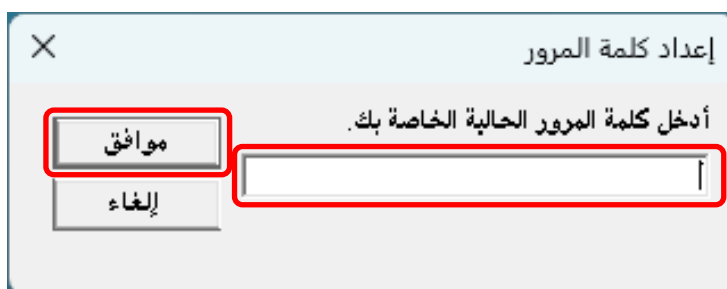 إعداد كلمة المرور
أدخل كلمة المرور الحالية الخاصة بك.
موافق
إلغاء